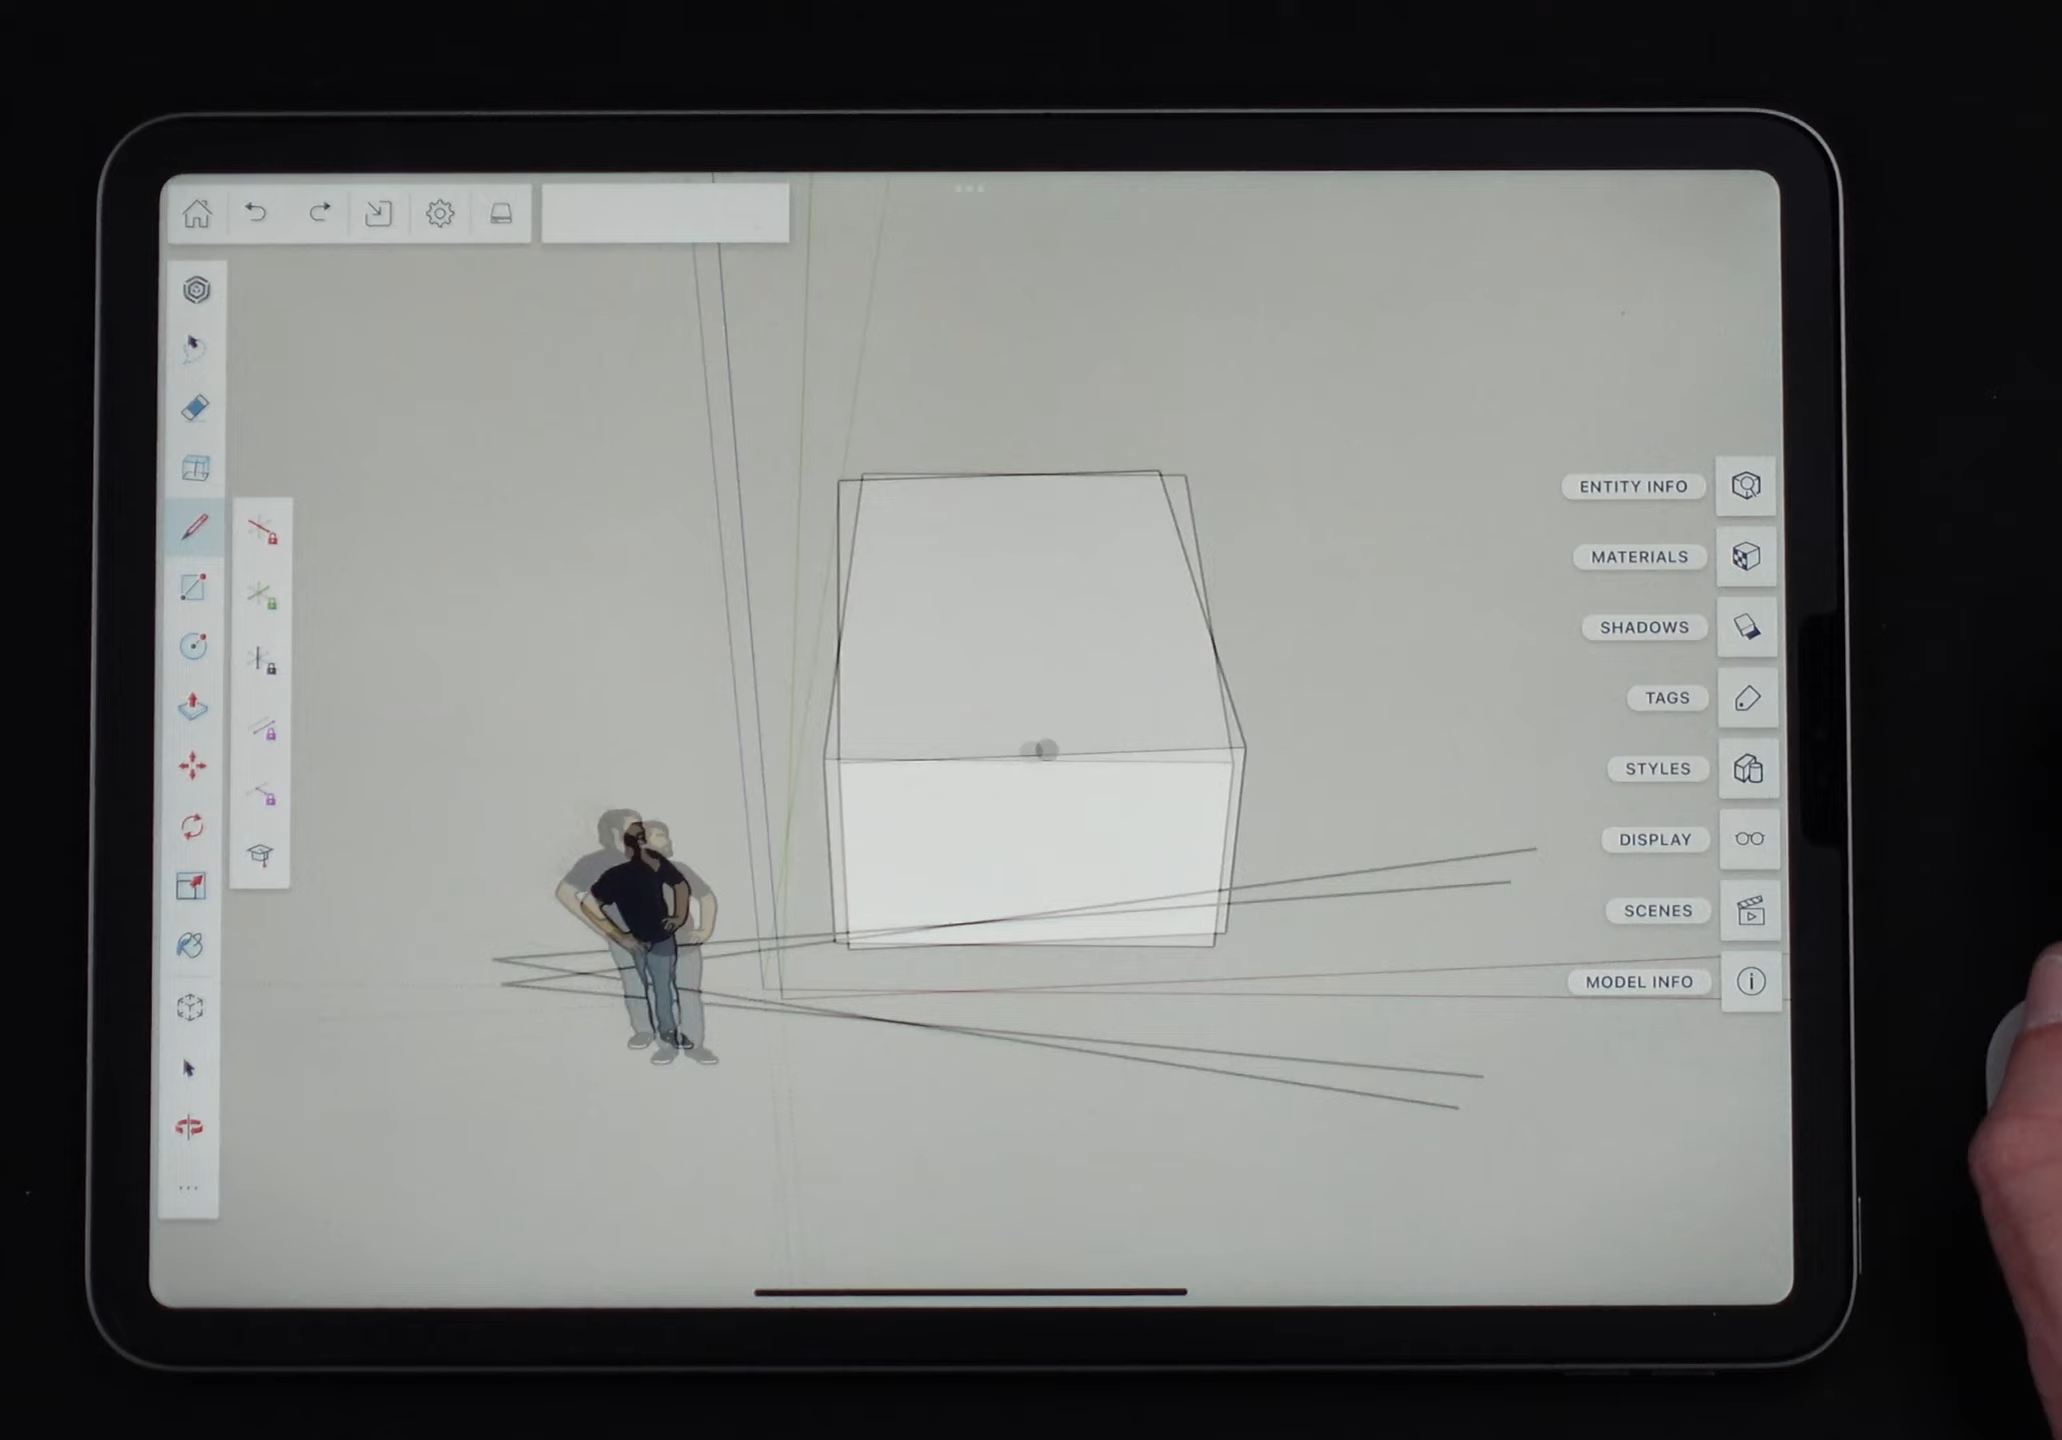 ENTITY INFO
MATERIALS
SHADOWS
TAGS
STYLES
DISPLAY
SCENES
MODEL INFO